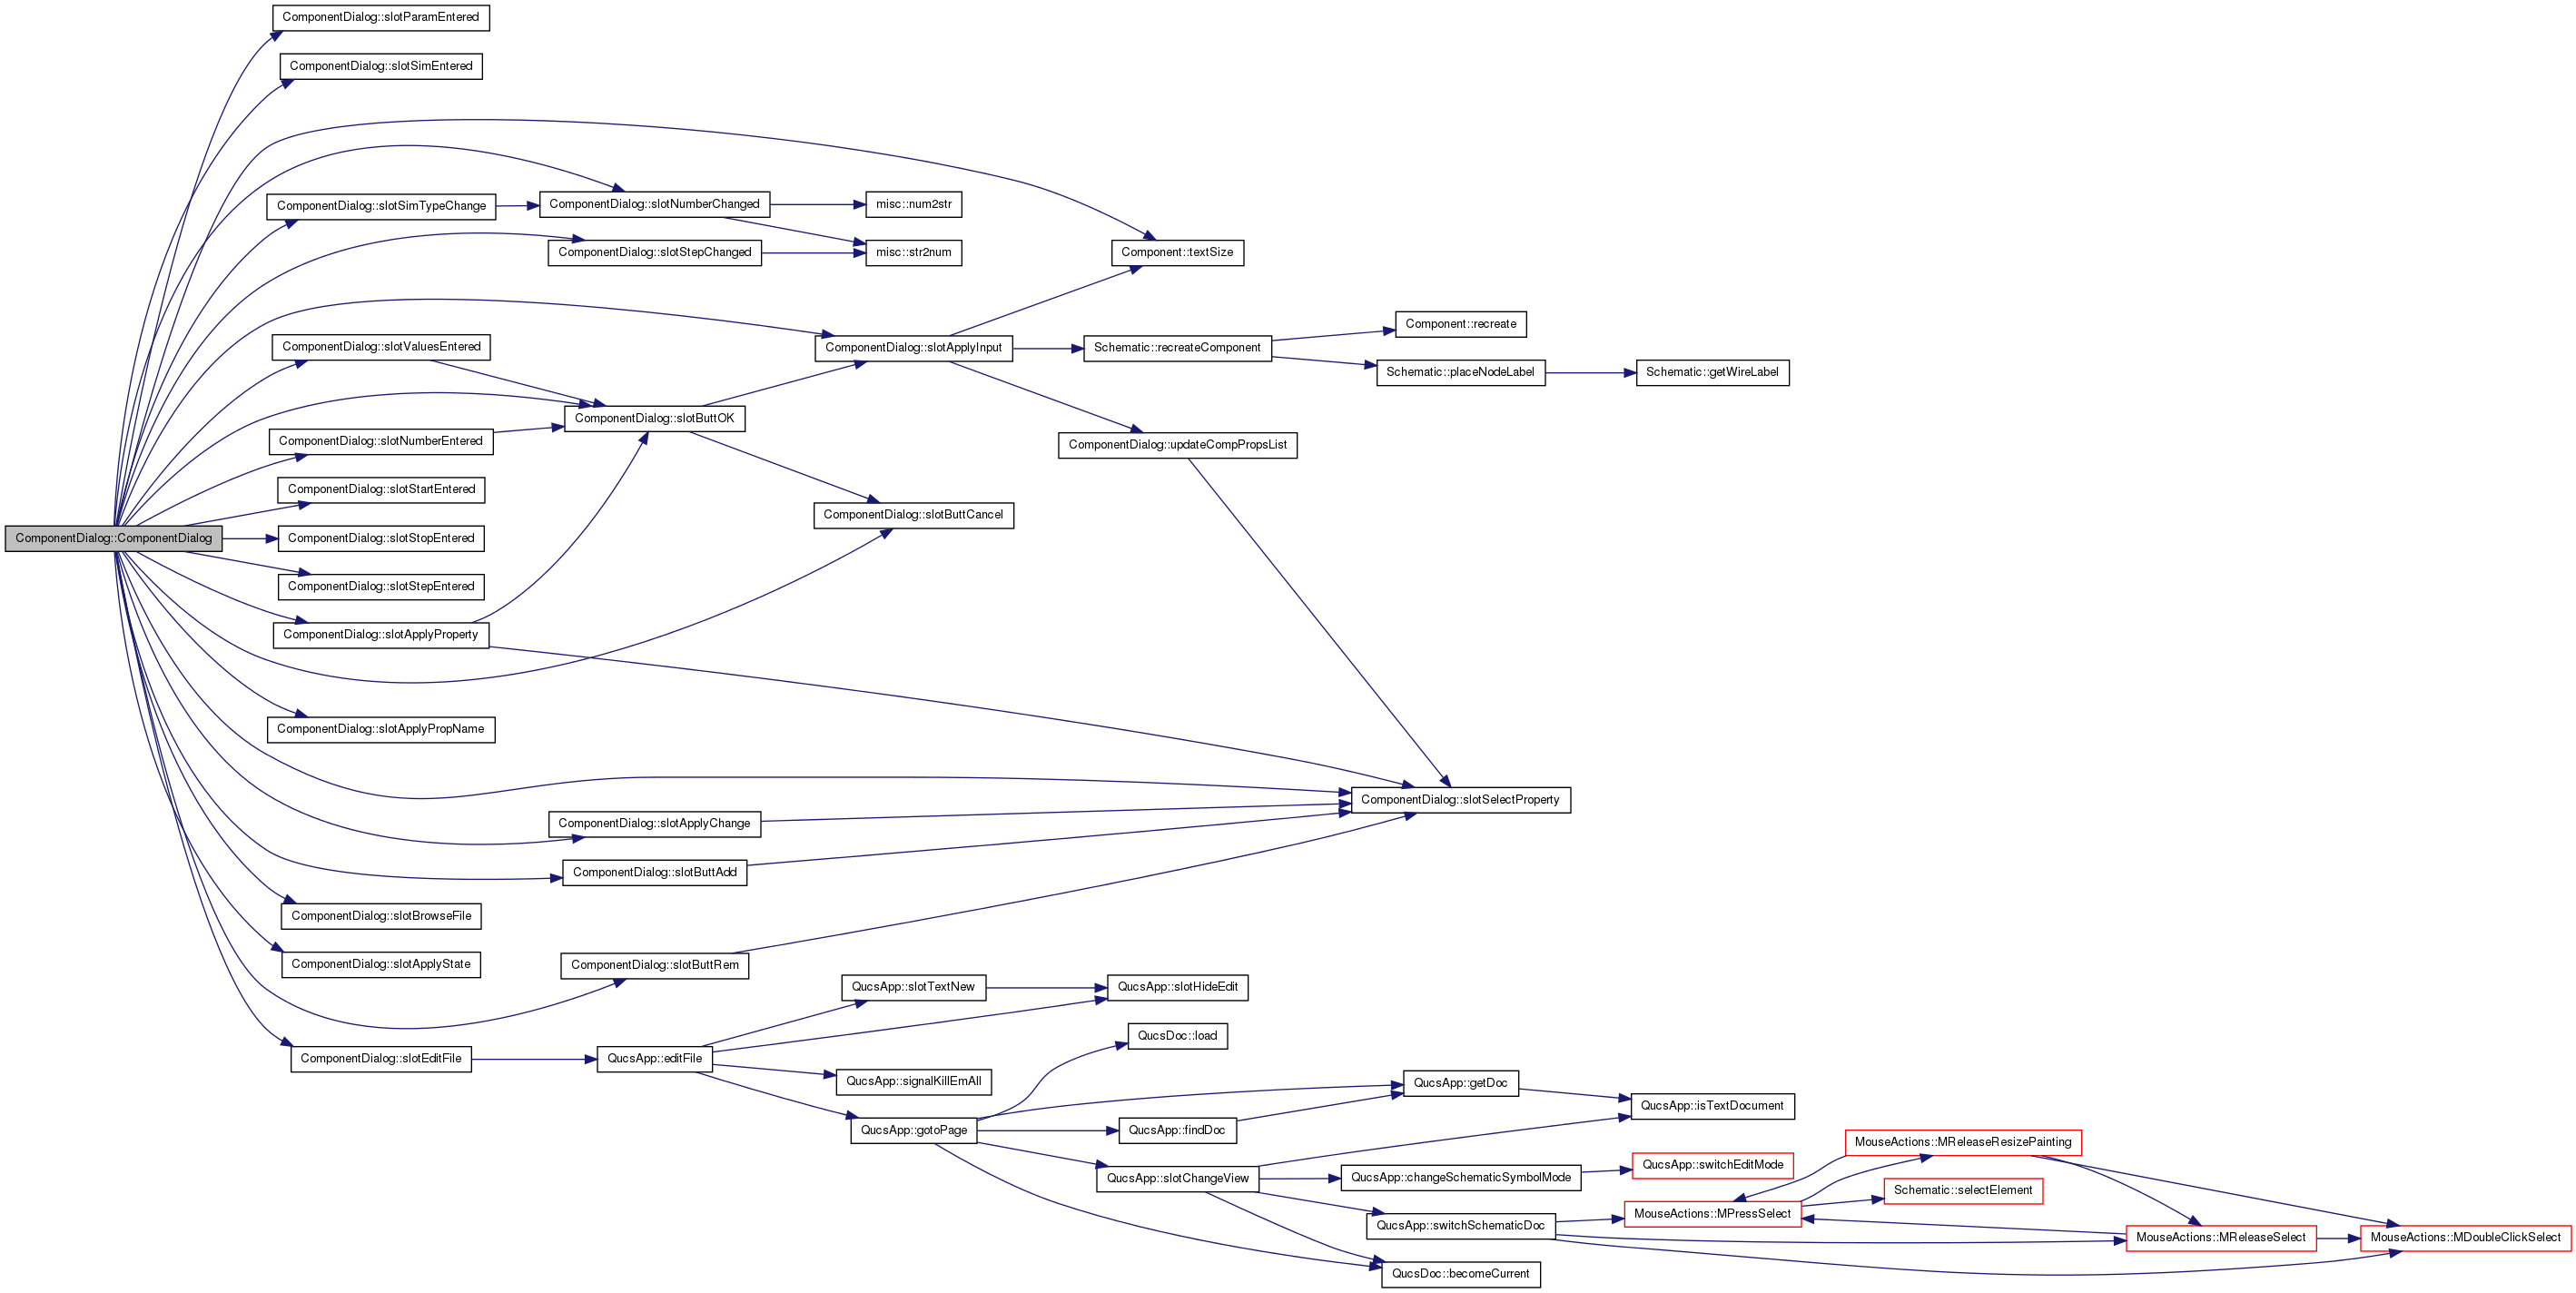 ComponentDialog::slotParamEntered
ComponentDialog::slotSimEntered
ComponentDialog::slotSimTypeChange
ComponentDialog::slotNumberChanged
misc::num2str
ComponentDialog::slotStepChanged
misc::str2num
Component::textSize
ComponentDialog::slotValuesEntered
ComponentDialog::slotApplyInput
Schematic::recreateComponent
Component::recreate
Schematic::placeNodeLabel
Schematic::getWireLabel
ComponentDialog::slotButtOK
ComponentDialog::slotNumberEntered
ComponentDialog::updateCompPropsList
ComponentDialog::slotStartEntered
ComponentDialog::slotButtCancel
ComponentDialog::ComponentDialog
ComponentDialog::slotStopEntered
ComponentDialog::slotStepEntered
ComponentDialog::slotApplyProperty
ComponentDialog::slotApplyPropName
ComponentDialog::slotSelectProperty
ComponentDialog::slotApplyChange
ComponentDialog::slotButtAdd
ComponentDialog::slotBrowseFile
ComponentDialog::slotApplyState
ComponentDialog::slotButtRem
QucsApp::slotTextNew
QucsApp::slotHideEdit
QucsDoc::load
ComponentDialog::slotEditFile
QucsApp::editFile
QucsApp::signalKillEmAll
QucsApp::getDoc
QucsApp::isTextDocument
QucsApp::gotoPage
QucsApp::findDoc
MouseActions::MReleaseResizePainting
QucsApp::slotChangeView
QucsApp::changeSchematicSymbolMode
QucsApp::switchEditMode
Schematic::selectElement
QucsApp::switchSchematicDoc
MouseActions::MPressSelect
MouseActions::MReleaseSelect
MouseActions::MDoubleClickSelect
QucsDoc::becomeCurrent